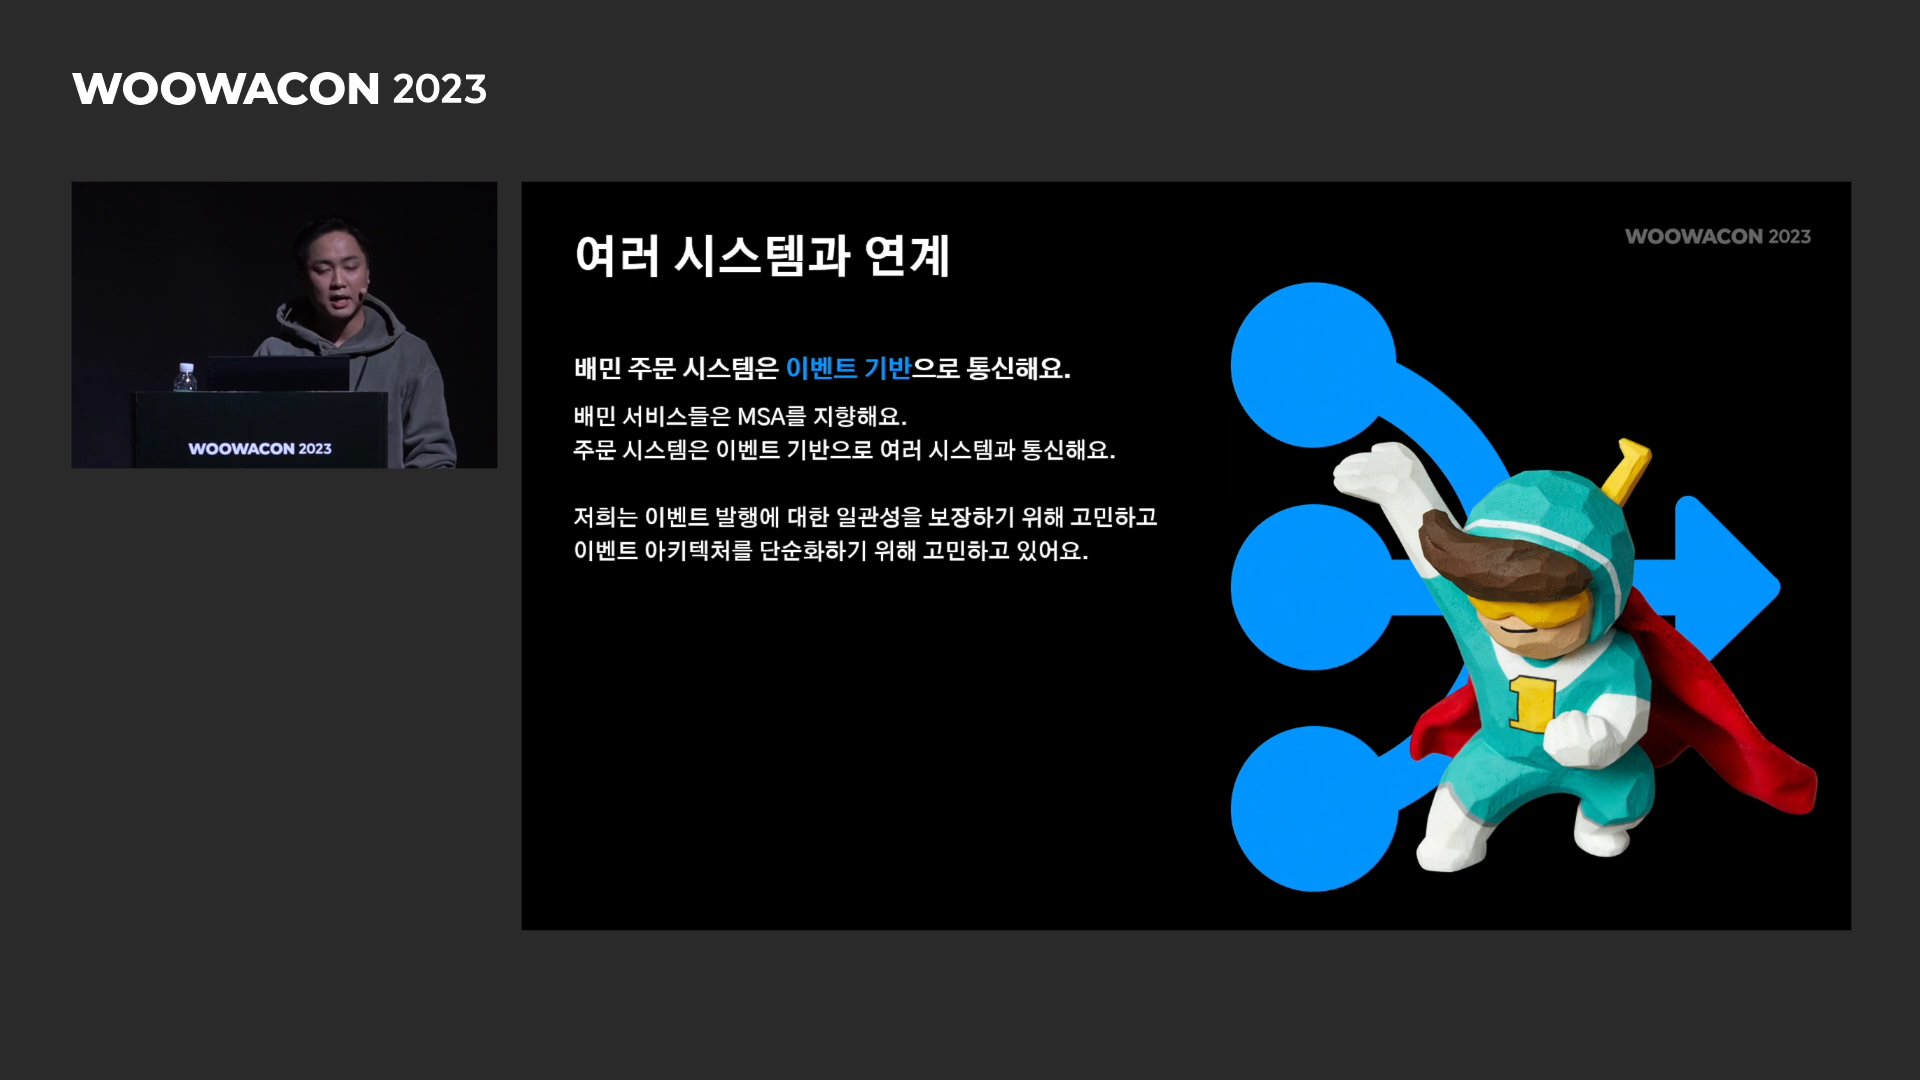 WOOWACON 2023
WOOWACON 2023
여러 시스템과 연계
WOOWACON 2023
배민 주문 시스템은 이벤트 기반으로 통신해요.
배민 서비스들은 MSA를 지향해요.
주문 시스템은 이벤트 기반으로 여러 시스템과 통신해요.
저희는 이벤트 발행에 대한 일관성을 보장하기 위해 고민하고
이벤트 아키텍처를 단순화하기 위해 고민하고 있어요.
1